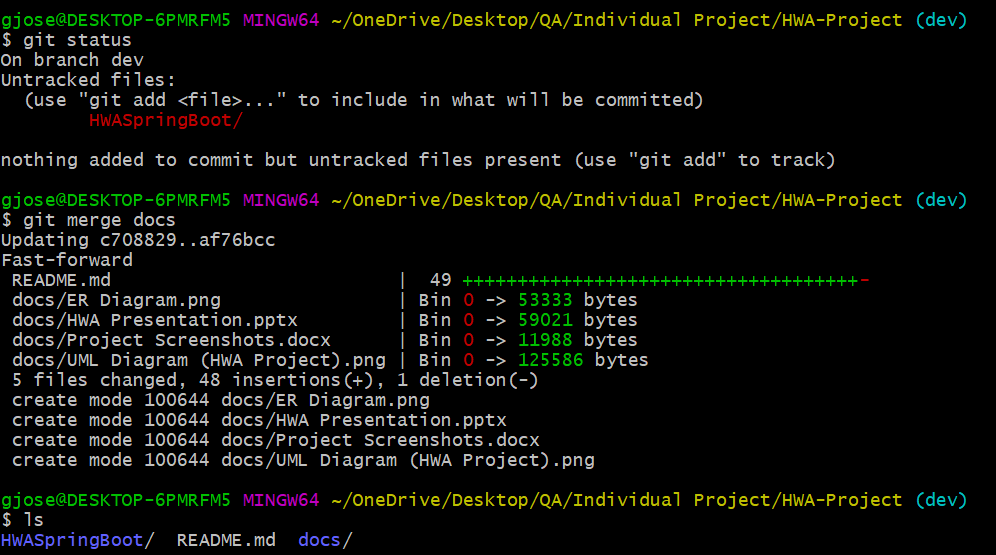 gjose@DESKTOP-6PMRFM5 MINGW64 ~/OneDrive/Desktop/QA/Individual Project/HWA-Project (dev)
$ git status
On branch dev
Untracked files:
  (use "git add <file>..." to include in what will be committed)
        HWASpringBoot/

nothing added to commit but untracked files present (use "git add" to track)

gjose@DESKTOP-6PMRFM5 MINGW64 ~/OneDrive/Desktop/QA/Individual Project/HWA-Project (dev)
$ git merge docs
Updating c708829..af76bcc
Fast-forward
 README.md                          |  49 ++++++++++++++++++++++++++++++++++++-
 docs/ER Diagram.png                | Bin 0 -> 53333 bytes
 docs/HWA Presentation.pptx         | Bin 0 -> 59021 bytes
 docs/Project Screenshots.docx      | Bin 0 -> 11988 bytes
 docs/UML Diagram (HWA Project).png | Bin 0 -> 125586 bytes
 5 files changed, 48 insertions(+), 1 deletion(-)
 create mode 100644 docs/ER Diagram.png
 create mode 100644 docs/HWA Presentation.pptx
 create mode 100644 docs/Project Screenshots.docx
 create mode 100644 docs/UML Diagram (HWA Project).png

gjose@DESKTOP-6PMRFM5 MINGW64 ~/OneDrive/Desktop/QA/Individual Project/HWA-Project (dev)
$ ls
HWASpringBoot/  README.md  docs/